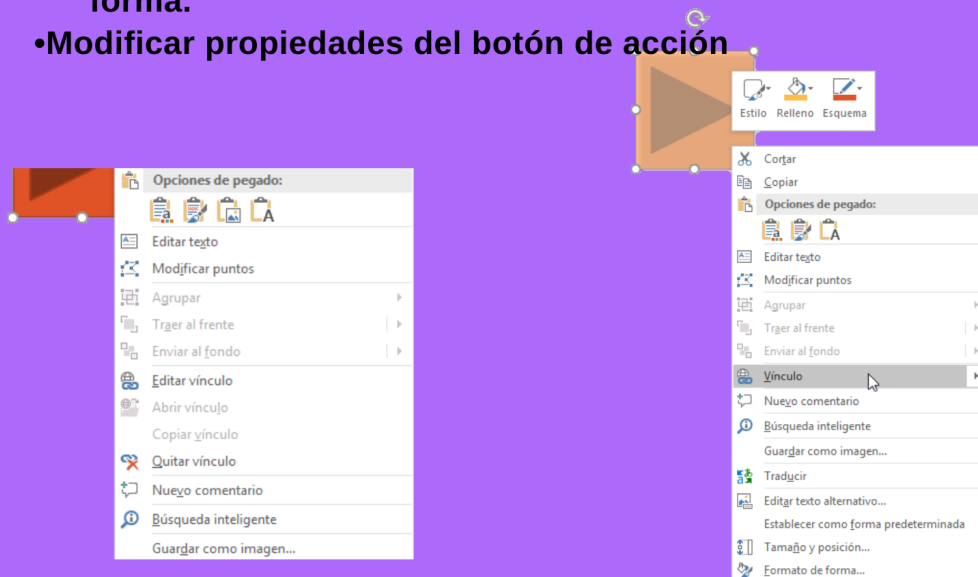 forma.
•Modificar propiedades del botón de acción
Opciones de pegado:
Editar texto
Modificar puntos
Agrupar
Traer al frente
Enviar al fondo
Editar vínculo
Abrir vínculo
Copiar vínculo
Quitar vínculo
Nuevo comentario
Búsqueda inteligente
Guardar como imagen...
Estilo Relleno Esquema
Cortar
Copiar
Opciones de pegado:
Editar texto
Modificar puntos
Agrupar
Traer al frente
Enviar al fondo
Vínculo
Nuevo comentario
Búsqueda inteligente
Guardar como imagen...
Traducir
Editar texto alternativo...
Establecer como forma predeterminada
Tamaño y posición...
Formato de forma...